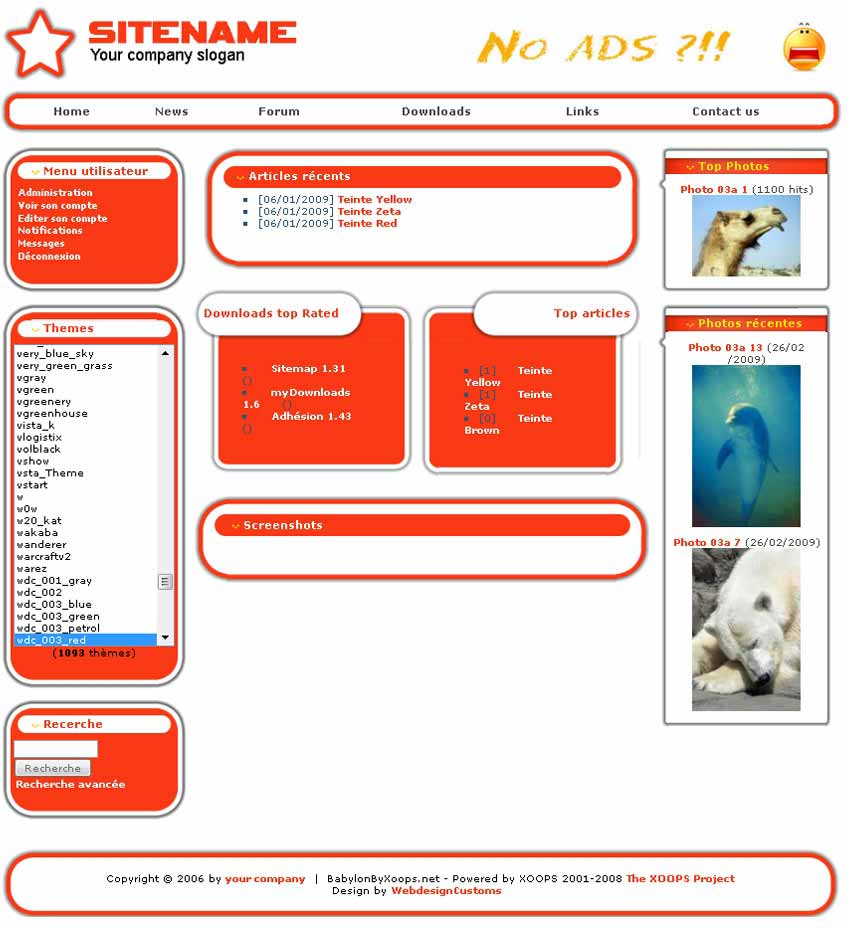 SITENAME
Your company slogan
No ADS ?!!
Home News Forum Downloads Links Contact us
Menu utilisateur
Administration
Voir son compte
Editer son compte
Notifications
Messages
Déconnexion
Themes
very_blue_sky
very_green_grass
vgray
vgreen
vgreenery
vgreenhouse
vista_k
vlogistix
volblack
vshow
vsta_Theme
vstart
w
w0w
w20_kat
wakaba
wanderer
warcraftv2
warez
wdc_001_gray
wdc_002
wdc_003_blue
wdc_003_green
wdc_003_petrol
wdc_003_red
(1093 thèmes)
Recerche
Recherche
Recherche avancée
Articles récents
[06/01/2009] Teinte Yellow
[06/01/2009] Teinte Zeta
[06/01/2009] Teinte Red
Downloads top Rated
Sitemap 1.31
()
myDownloads
1.6 ()
Adhésion 1.43
()
Top articles
[1] Teinte
Yellow
[1] Teinte
Zeta
[0] Teinte
Brown
Screenshots
Top Photos
Photo 03a 1 (1100 hits)
Photos récentes
Photo 03a 13 (26/02
/2009)
Photo 03a 7 (26/02/2009)
Copyright © 2006 by your company | BabylonByXoops.net - Powered by XOOPS 2001-2008 The XOOPS Project
Design by WebdesignCustoms